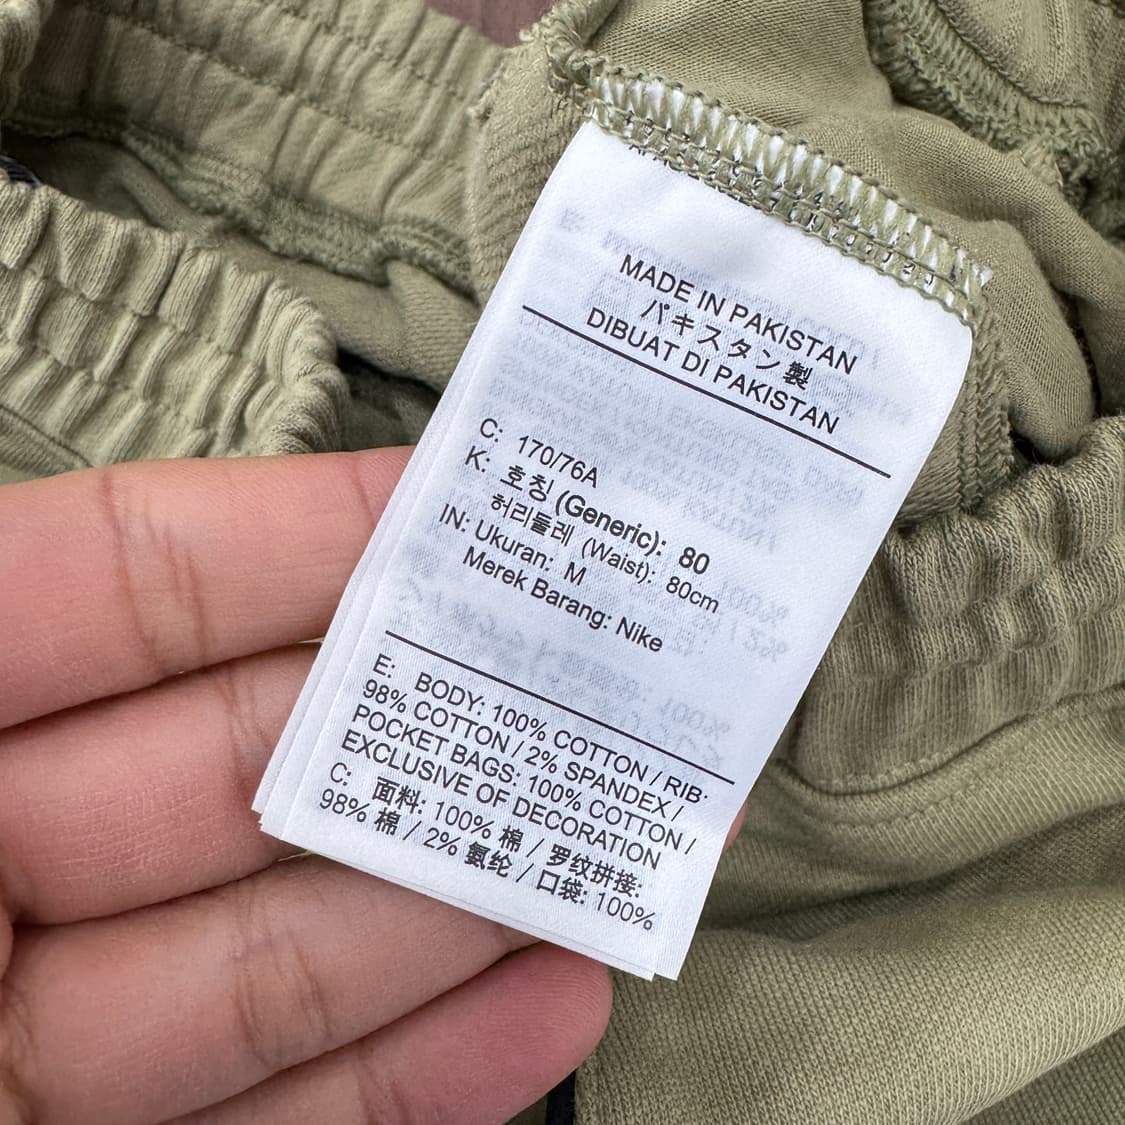 MADE IN PAKISTAN
パキスタン製
DIBUAT DI PAKISTAN
C: 170/76A
K: 호칭 (Generic): 80
허리둘레 (Waist): 80cm
IN: Ukuran: M
Merek Barang: Nike
E: BODY: 100% COTTON / RIB:
98% COTTON / 2% SPANDEX /
POCKET BAGS: 100% COTTON /
EXCLUSIVE OF DECORATION
C: 面料: 100% 棉 / 罗纹拼接:
98% 棉 / 2% 氨纶 / 口袋: 100%